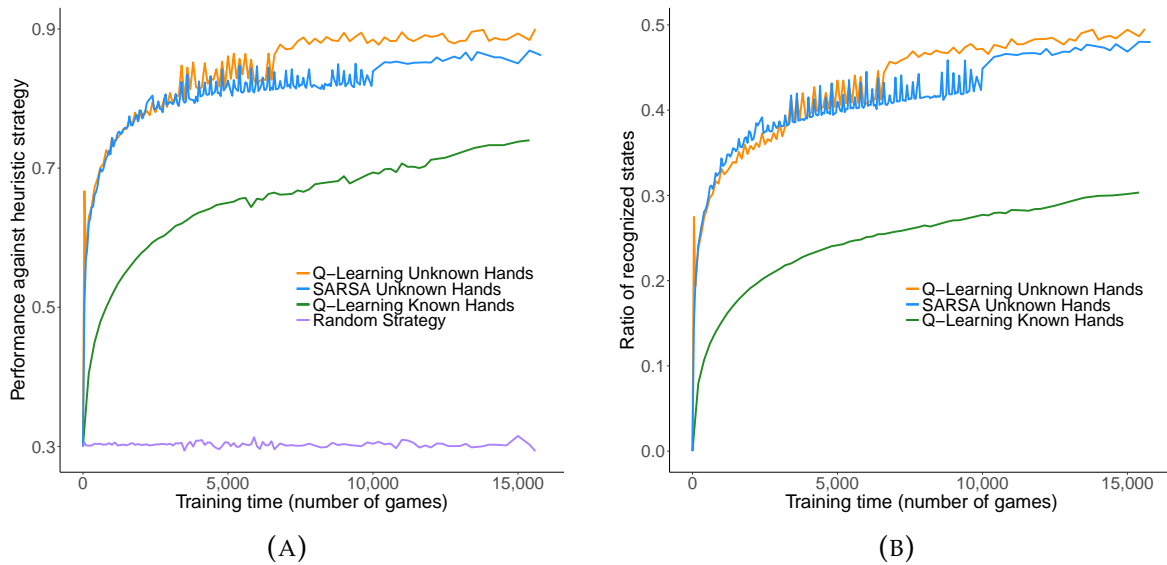 Performance against heuristic strategy
0.9
0.7
0.5
0.3
Q−Learning Unknown Hands
SARSA Unknown Hands
Q−Learning Known Hands
Random Strategy
0
5,000
10,000
15,000
Training time (number of games)
(A)
Ratio of recognized states
0.5
0.4
0.3
0.2
0.1
0.0
Q−Learning Unknown Hands
SARSA Unknown Hands
Q−Learning Known Hands
0
5,000
10,000
15,000
Training time (number of games)
(B)